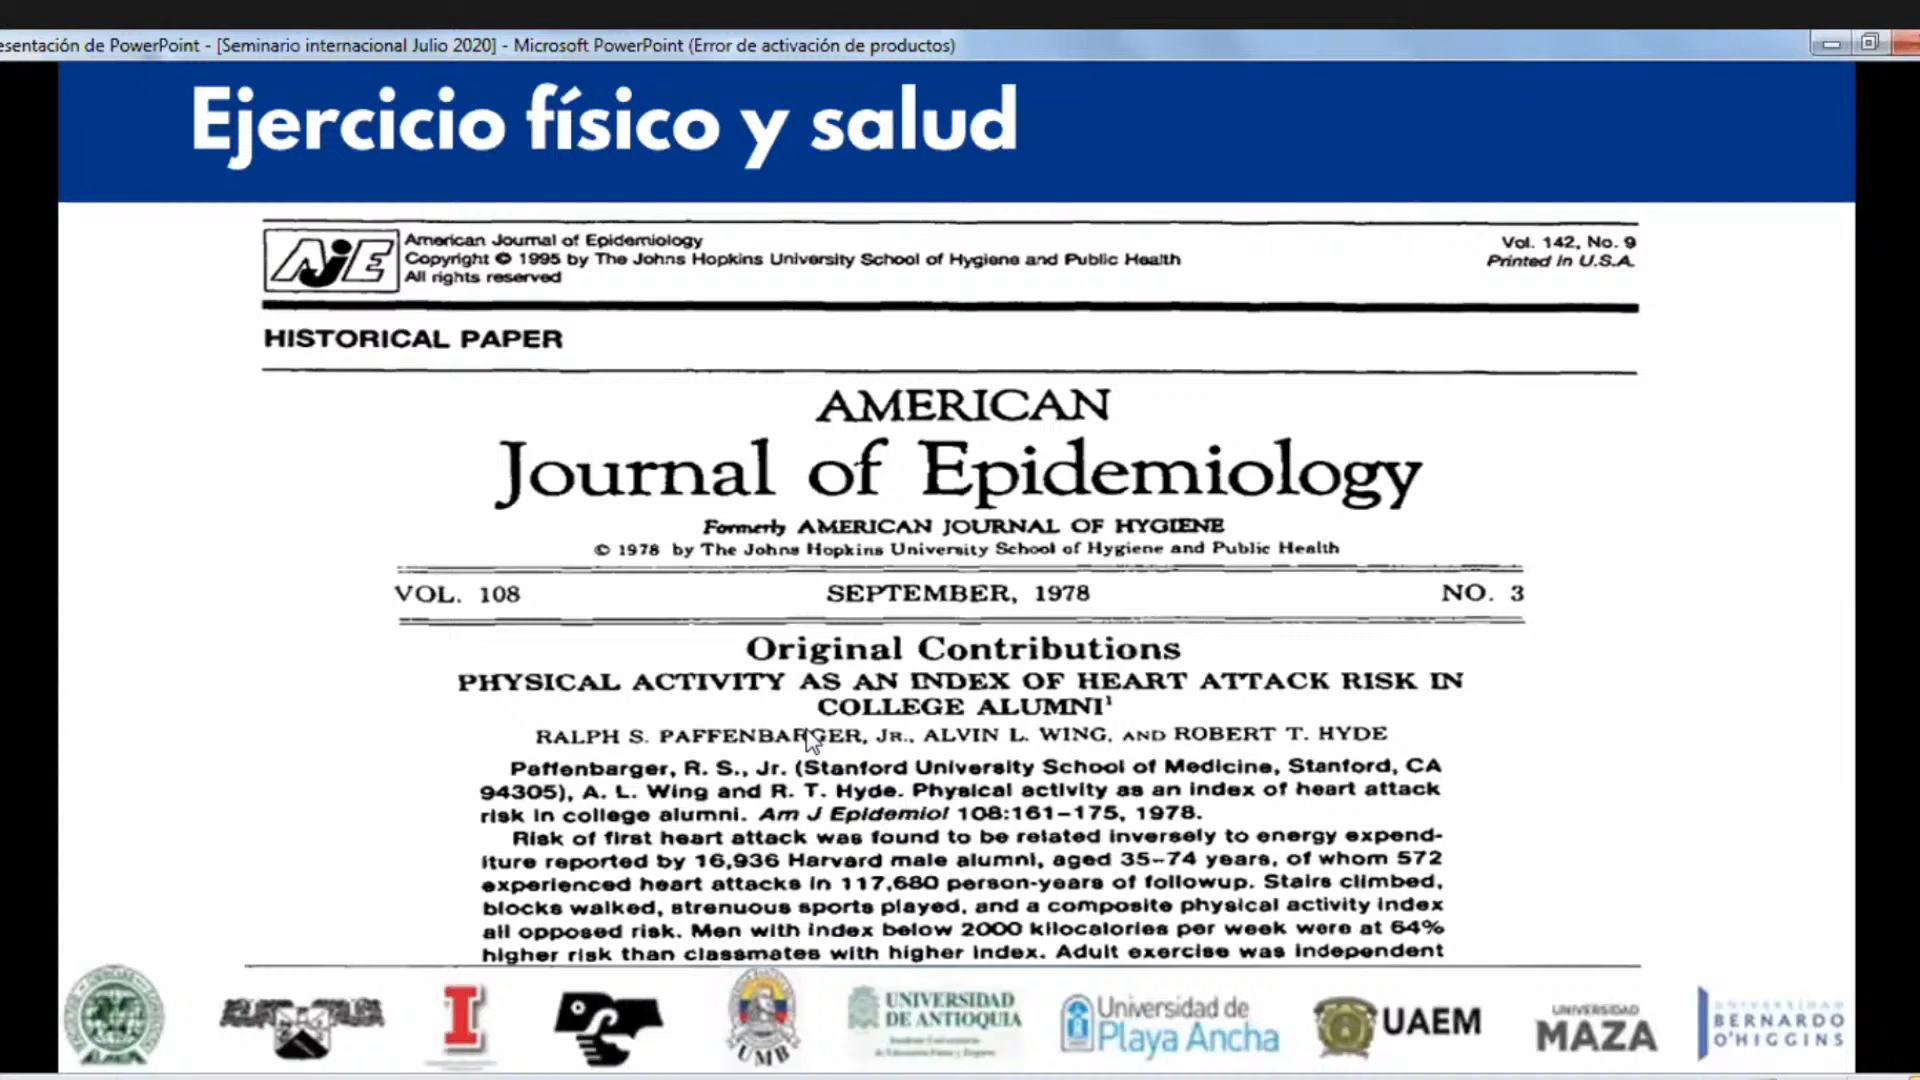 esentación de PowerPoint - [Seminario internacional Julio 2020] - Microsoft PowerPoint (Error de activación de productos)
Ejercicio físico y salud
AJE
American Journal of Epidemiology
Copyright © 1995 by The Johns Hopkins University School of Hygiene and Public Health
All rights reserved
Vol. 142, No. 9
Printed in U.S.A.
HISTORICAL PAPER
AMERICAN
Journal of Epidemiology
Formerly AMERICAN JOURNAL OF HYGIENE
© 1978 by The Johns Hopkins University School of Hygiene and Public Health
VOL. 108 SEPTEMBER, 1978 NO. 3
Original Contributions
PHYSICAL ACTIVITY AS AN INDEX OF HEART ATTACK RISK IN
COLLEGE ALUMNI¹
RALPH S. PAFFENBARGER, JR., ALVIN L. WING, AND ROBERT T. HYDE
Paffenbarger, R. S., Jr. (Stanford University School of Medicine, Stanford, CA
94305), A. L. Wing and R. T. Hyde. Physical activity as an index of heart attack
risk in college alumni. Am J Epidemiol 108:161–175, 1978.
Risk of first heart attack was found to be related inversely to energy expend-
iture reported by 16,936 Harvard male alumni, aged 35–74 years, of whom 572
experienced heart attacks in 117,680 person-years of followup. Stairs climbed,
blocks walked, strenuous sports played, and a composite physical activity index
all opposed risk. Men with index below 2000 kilocalories per week were at 64%
higher risk than classmates with higher index. Adult exercise was independent
I
UMB
UNIVERSIDAD
DE ANTIOQUIA
Universidad de
Playa Ancha
UAEM
UNIVERSIDAD
MAZA
UNIVERSIDAD
BERNARDO
O'HIGGINS